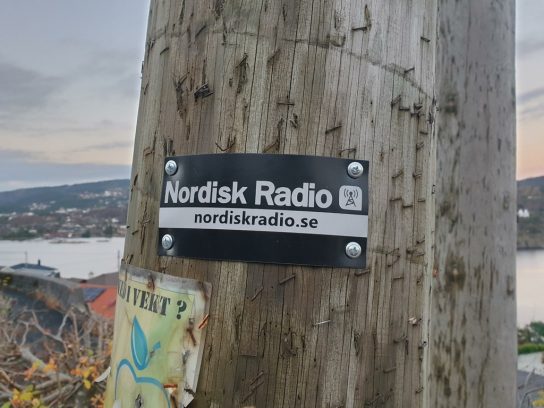 Nordisk Radio
nordiskradio.se
I VEKT ?